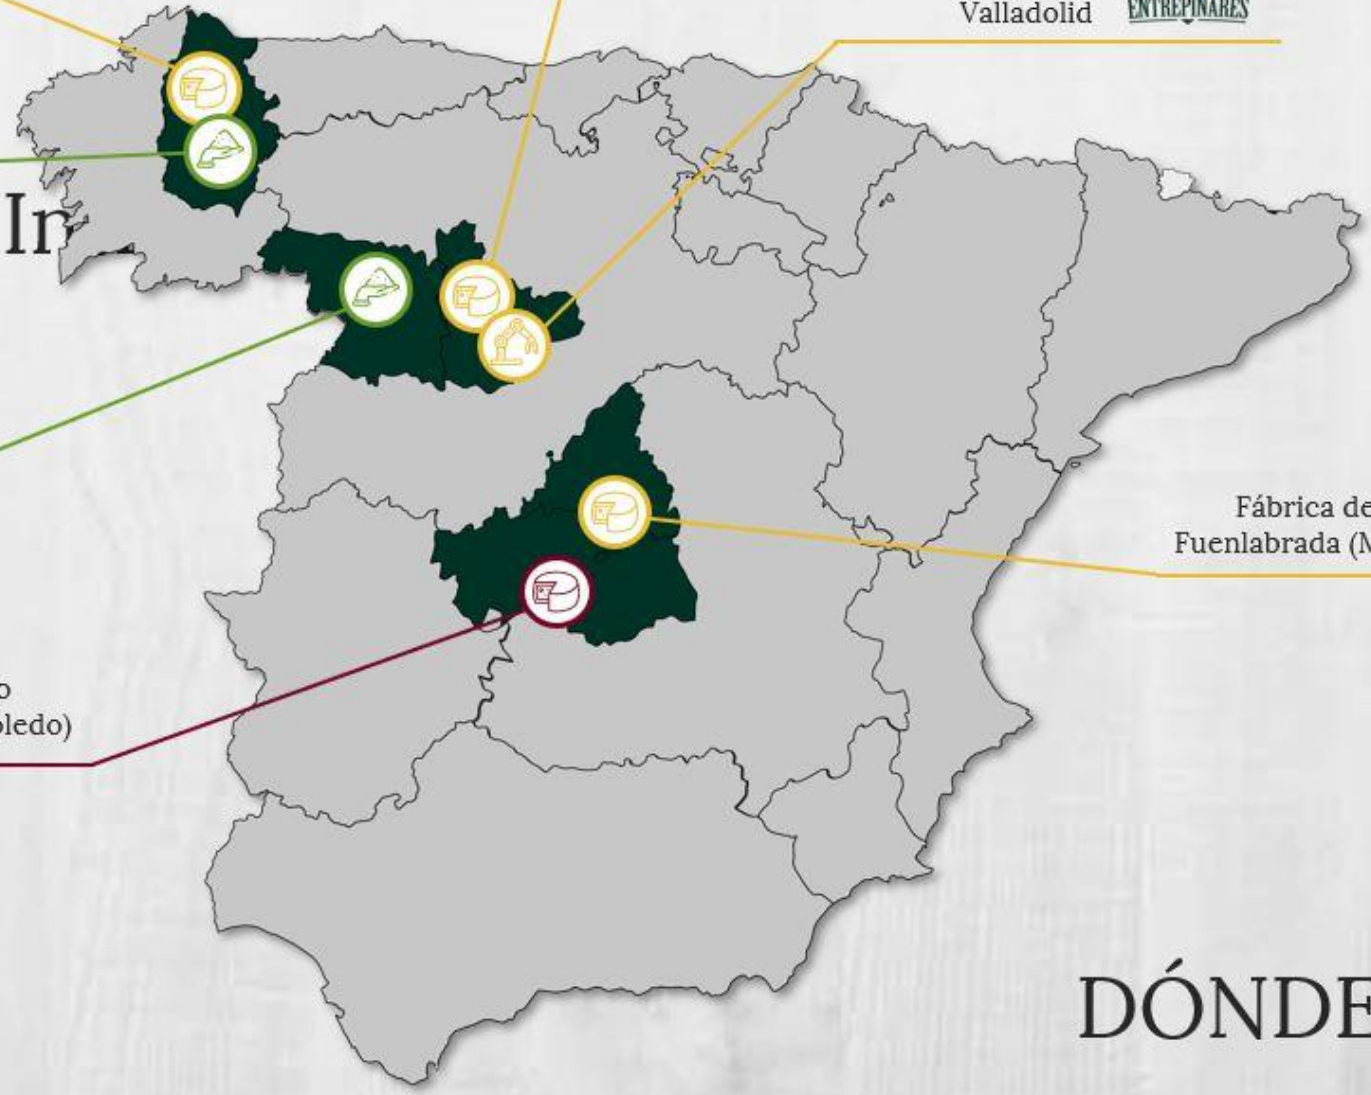 Valladolid
ENTREPINARES
In
Fábrica de
Fuenlabrada (M
o
oledo)
DÓNDE